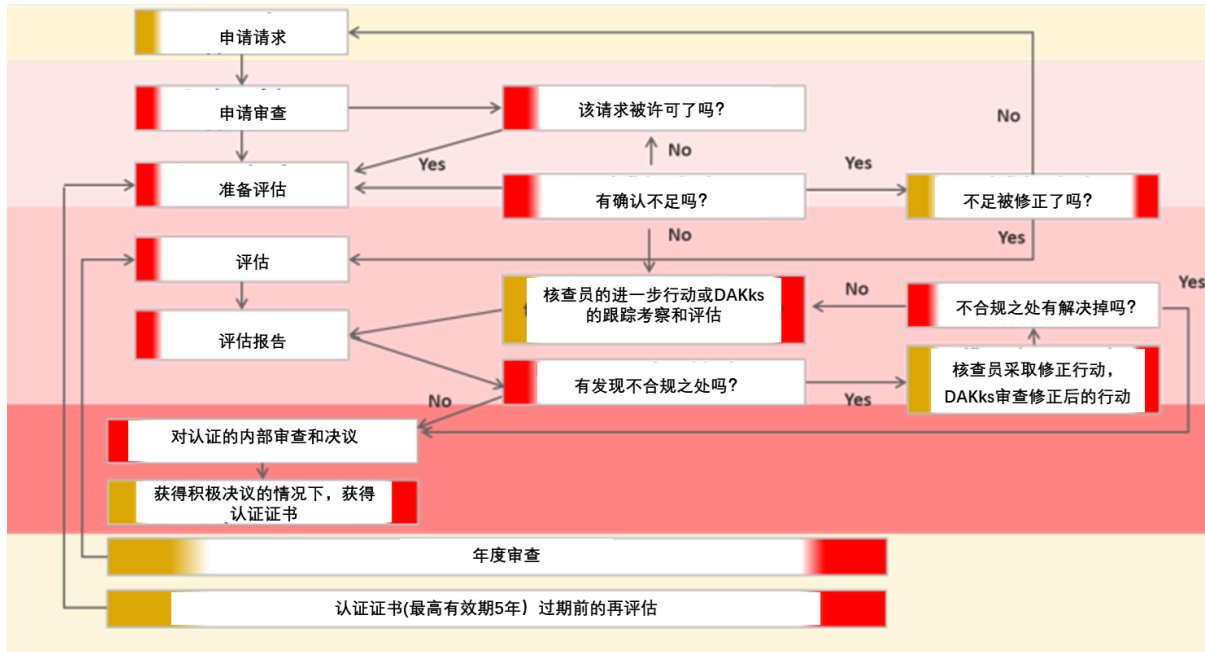 申请请求
申请审查
该请求被许可了吗?
No
No
Yes
Yes
准备评估
有确认不足吗?
不足被修正了吗?
No
Yes
评估
Yes
核查员的进一步行动或DAKks
的跟踪考察和评估
No
不合规之处有解决掉吗?
评估报告
有发现不合规之处吗?
核查员采取修正行动，
DAKks审查修正后的行动
No
Yes
对认证的内部审查和决议
获得积极决议的情况下，获得
认证证书
年度审查
认证证书(最高有效期5年）过期前的再评估